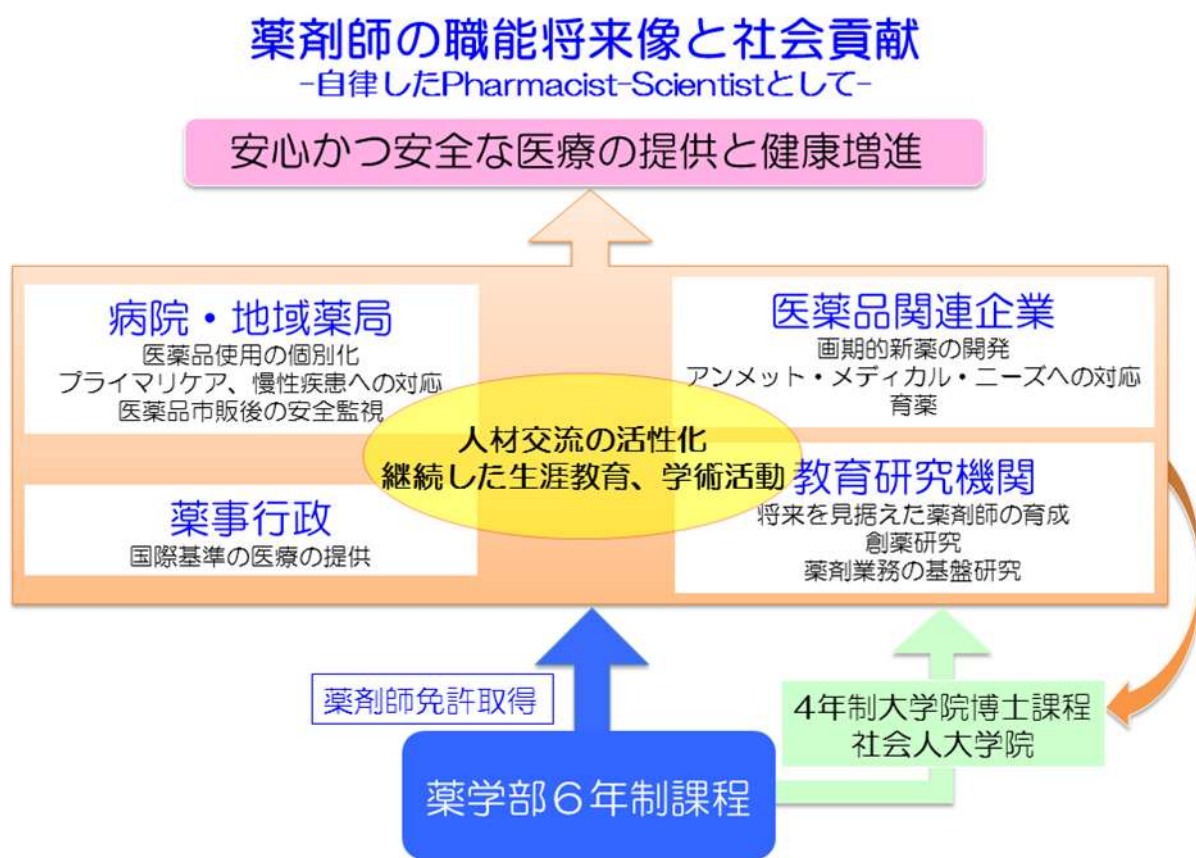 薬剤師の職能将来像と社会貢献
-自律したPharmacist-Scientistとして-
安心かつ安全な医療の提供と健康増進
病院・地域薬局
医薬品使用の個別化
プライマリケア、慢性疾患への対応
医薬品市販後の安全監視
医薬品関連企業
画期的新薬の開発
アンメット・メディカル・ニーズへの対応
育薬
人材交流の活性化
継続した生涯教育、学術活動
薬事行政
国際基準の医療の提供
教育研究機関
将来を見据えた薬剤師の育成
創薬研究
薬剤業務の基盤研究
薬剤師免許取得
4年制大学院博士課程
社会人大学院
薬学部6年制課程